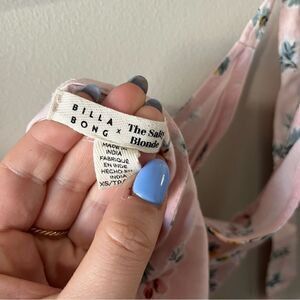 BILLA
BONG × The Salty
Blonde
MADE IN
INDIA
FABRIQUE
EN INDE
HECHO EN
INDIA
XS/TP